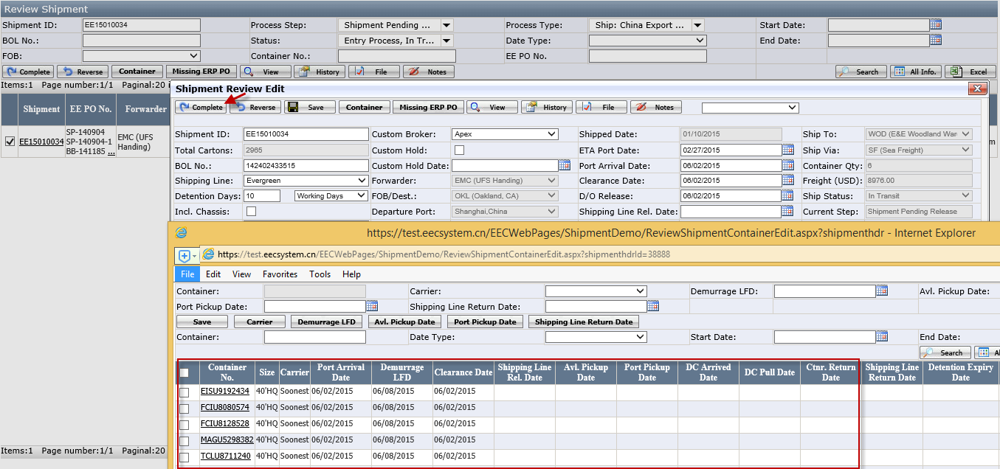 Review Shipment
Shipment ID: EE15010034 Process Step: Shipment Pending ... Process Type: Ship: China Export ... Start Date:
BOL No.: Status: Entry Process, In Tr... Date Type: End Date:
FOB: Container No.: EE PO No.
Complete Reverse Container Missing ERP PO View History File Notes Search All Info. Excel
Items:1 Page number:1/1 Paginal:20
Shipment EE PO No. Forwarder
EE15010034 SP-140904 SP-140904-1 BB-141185 ... EMC (UFS Handing)
Shipment Review Edit
Complete Reverse Save Container Missing ERP PO View History File Notes
Shipment ID: EE15010034 Custom Broker: Apex Shipped Date: 01/10/2015 Ship To: WOD (E&E Woodland War
Total Cartons: 2965 Custom Hold: ETA Port Date: 02/27/2015 Ship Via: SF (Sea Freight)
BOL No.: 142402433515 Custom Hold Date: Port Arrival Date: 06/02/2015 Container Qty: 6
Shipping Line: Evergreen Forwarder: EMC (UFS Handing) Clearance Date: 06/02/2015 Freight (USD): 8976.00
Detention Days: 10 Working Days FOB/Dest.: OKL (Oakland, CA) D/O Release: 06/02/2015 Ship Status: In Transit
Incl. Chassis: Departure Port: Shanghai,China Shipping Line Rel. Date: Current Step: Shipment Pending Release
https://test.eecsystem.cn/EECWebPages/ShipmentDemo/ReviewShipmentContainerEdit.aspx?shipmenthdr - Internet Explorer
https://test.eecsystem.cn/EECWebPages/ShipmentDemo/ReviewShipmentContainerEdit.aspx?shipmenthdrId=38888
File Edit View Favorites Tools Help
Container: Carrier: Demurrage LFD: Avl. Pickup Date:
Port Pickup Date: Shipping Line Return Date:
Save Carrier Demurrage LFD Avl. Pickup Date Port Pickup Date Shipping Line Return Date
Container: Date Type: Start Date: End Date:
Search Al
Container No. Size Carrier Port Arrival Date Demurrage LFD Clearance Date Shipping Line Rel. Date Avl. Pickup Date Port Pickup Date DC Arrived Date DC Pull Date Ctnr. Return Date Shipping Line Return Date Detention Expiry Date
EISU9192434 40'HQ Soonest 06/02/2015 06/08/2015 06/02/2015
FCIU8080574 40'HQ Soonest 06/02/2015 06/08/2015 06/02/2015
FCIU8128528 40'HQ Soonest 06/02/2015 06/08/2015 06/02/2015
MAGU5298382 40'HQ Soonest 06/02/2015 06/08/2015 06/02/2015
TCLU8711240 40'HQ Soonest 06/02/2015 06/08/2015 06/02/2015
Items:1 Page number:1/1 Paginal:20